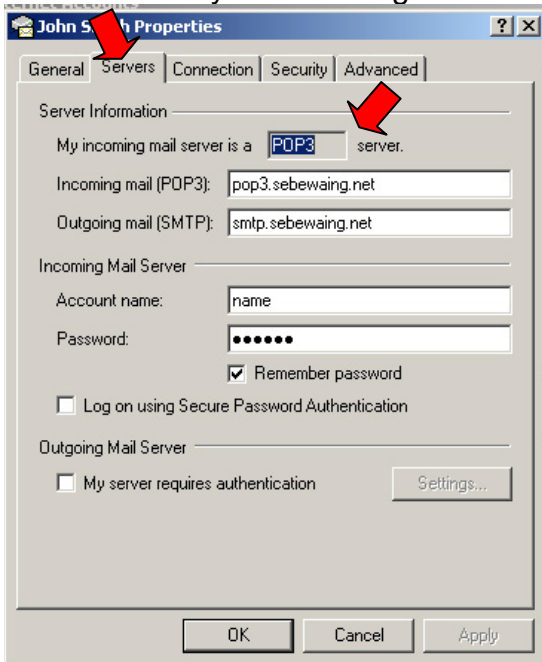 John S h Properties
General Servers Connection Security Advanced
Server Information
My incoming mail server is a POP3 server.
Incoming mail (POP3): pop3.sebewaing.net
Outgoing mail (SMTP): smtp.sebewaing.net
Incoming Mail Server
Account name: name
Password: ●●●●●●
Remember password
Log on using Secure Password Authentication
Outgoing Mail Server
My server requires authentication Settings...
OK Cancel Apply